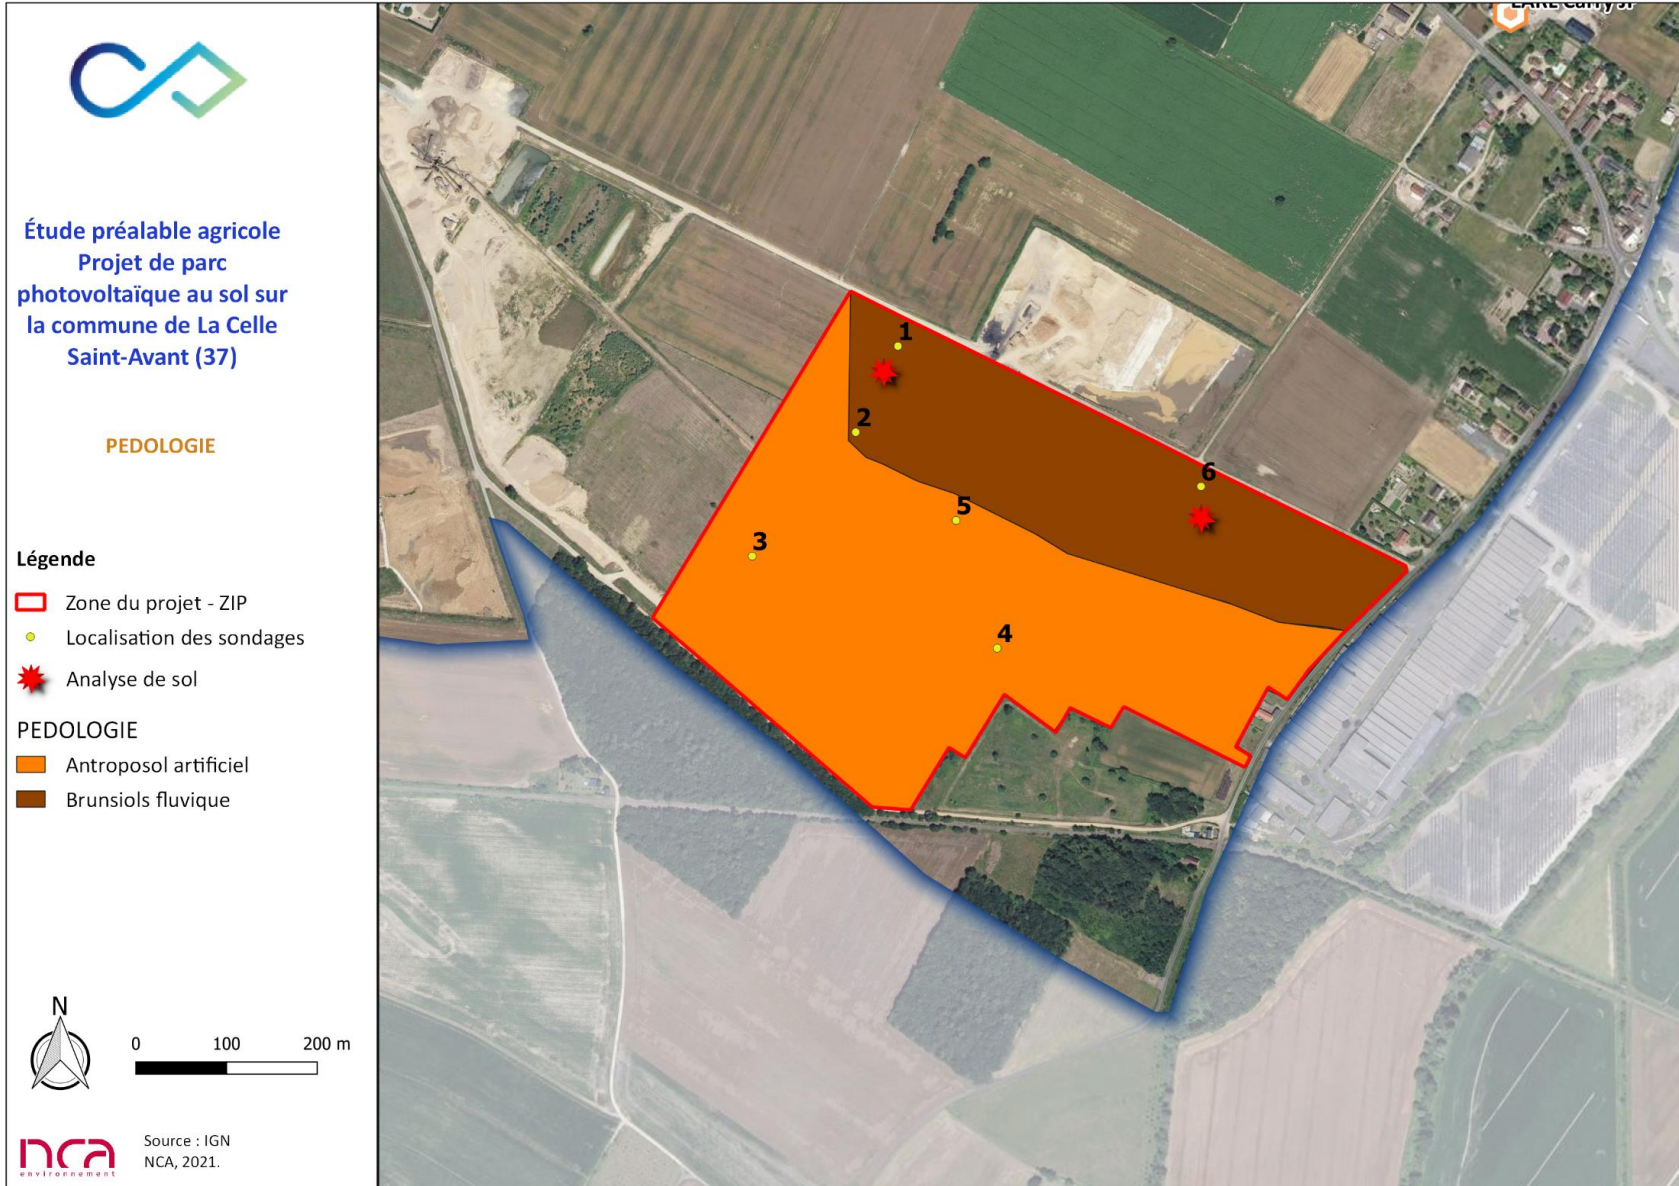 Étude préalable agricole
Projet de parc
photovoltaïque au sol sur
la commune de La Celle
Saint-Avant (37)
PEDOLOGIE
Légende
Zone du projet - ZIP
Localisation des sondages
Analyse de sol
PEDOLOGIE
Antroposol artificiel
Brunsiols fluvique
N
0 100 200 m
nca
environnement
Source : IGN
NCA, 2021.
1
2
6
5
3
4